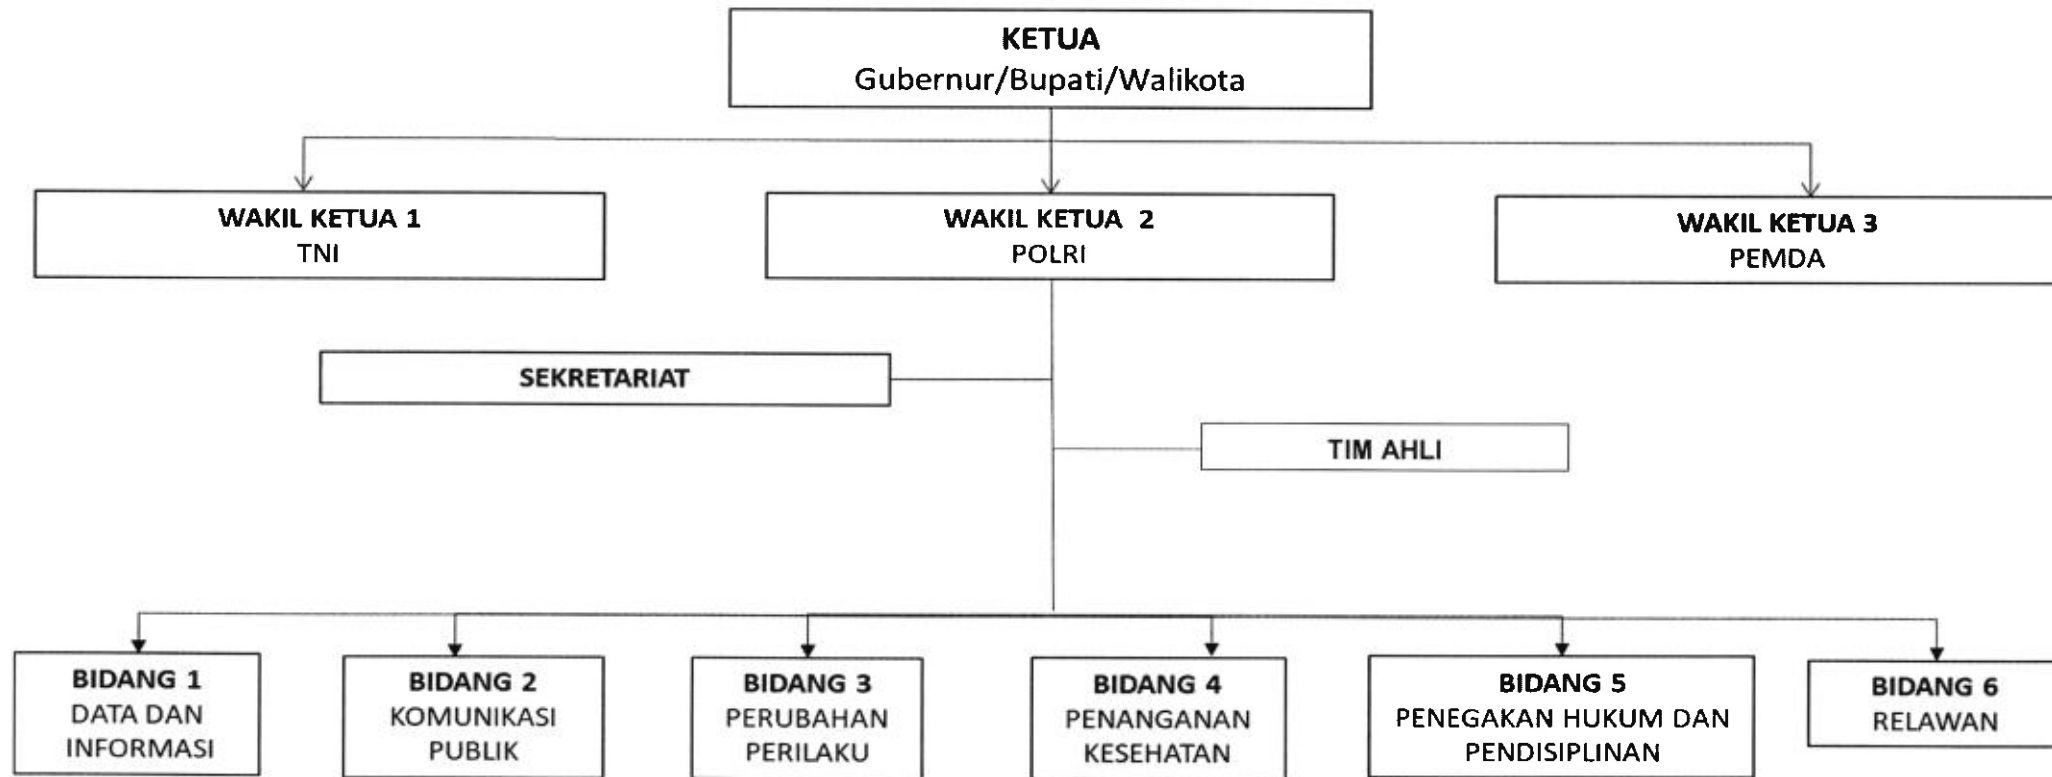 KETUA
Gubernur/Bupati/Walikota
WAKIL KETUA 1
TNI
WAKIL KETUA 2
POLRI
WAKIL KETUA 3
PEMDA
SEKRETARIAT
TIM AHLI
BIDANG 1
DATA DAN
INFORMASI
BIDANG 2
KOMUNIKASI
PUBLIK
BIDANG 3
PERUBAHAN
PERILAKU
BIDANG 4
PENANGANAN
KESEHATAN
BIDANG 5
PENEGAKAN HUKUM DAN
PENDISIPLINAN
BIDANG 6
RELAWAN